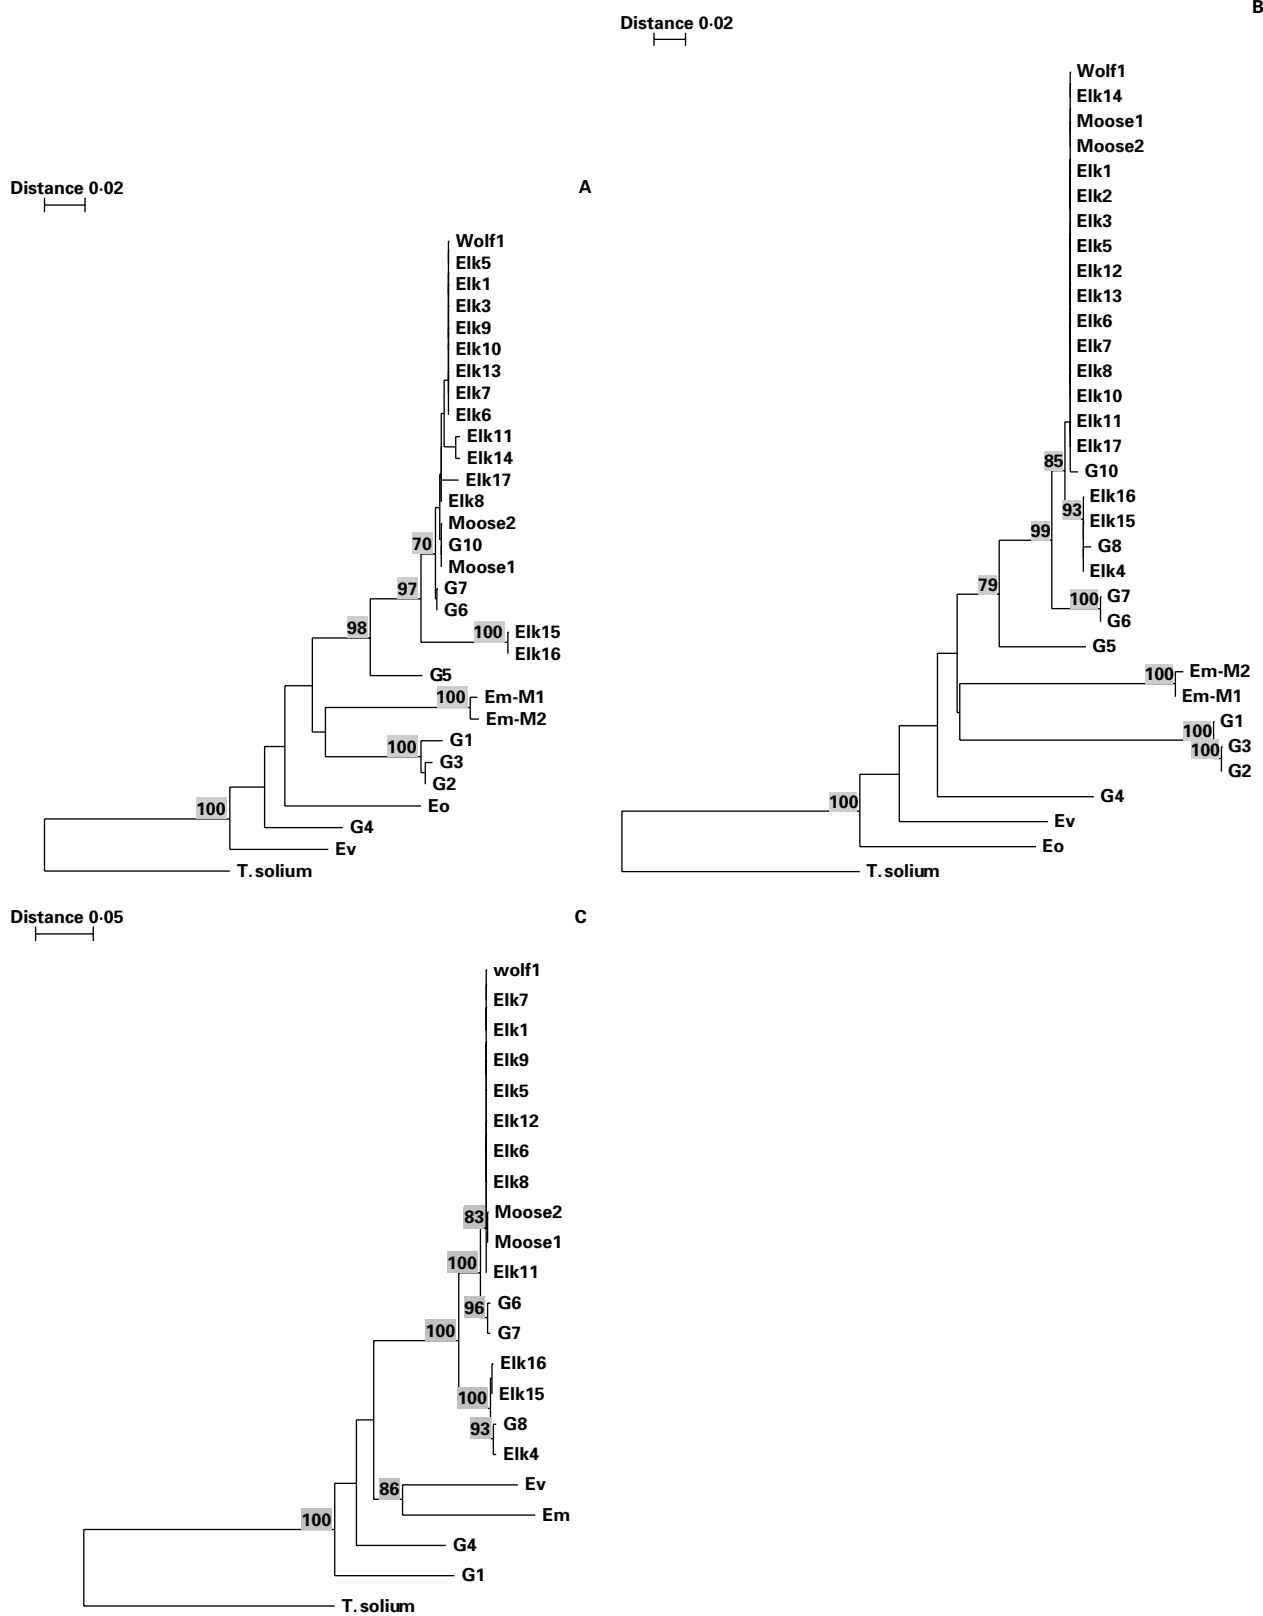 Distance 0·02
A
Wolf1
Elk5
Elk1
Elk3
Elk9
Elk10
Elk13
Elk7
Elk6
Elk11
Elk14
Elk17
Elk8
Moose2
70
G10
Moose1
97
G7
G6
98
100
Elk15
Elk16
G5
100
Em-M1
Em-M2
100
G1
G3
G2
100
Eo
G4
Ev
T.solium
Distance 0·02
B
Wolf1
Elk14
Moose1
Moose2
Elk1
Elk2
Elk3
Elk5
Elk12
Elk13
Elk6
Elk7
Elk8
Elk10
Elk11
Elk17
85
G10
Elk16
93
Elk15
99
G8
Elk4
79
100
G7
G6
G5
100
Em-M2
Em-M1
100
G1
100
G3
G2
100
G4
Ev
Eo
T.solium
Distance 0·05
C
wolf1
Elk7
Elk1
Elk9
Elk5
Elk12
Elk6
Elk8
83
Moose2
Moose1
100
Elk11
96
G6
100
G7
Elk16
100
Elk15
93
G8
Elk4
86
Ev
Em
100
G4
G1
T.solium